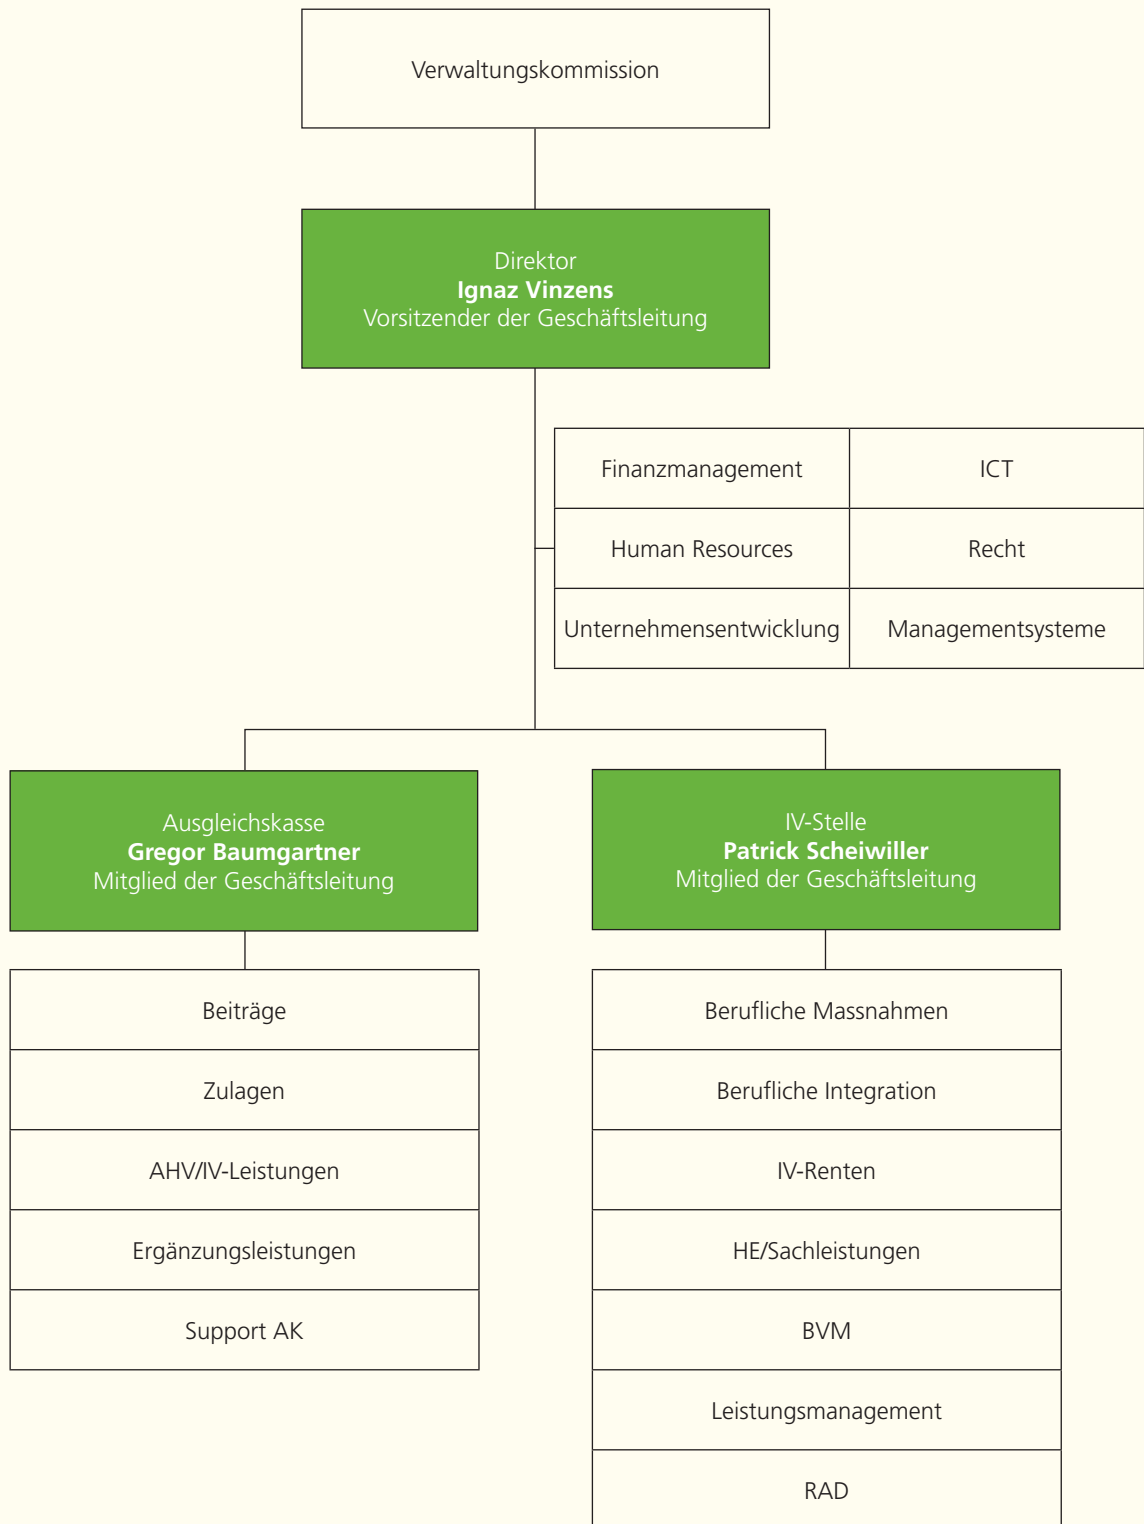 Verwaltungskommission
Direktor
Ignaz Vinzens
Vorsitzender der Geschäftsleitung
Finanzmanagement
ICT
Human Resources
Recht
Unternehmensentwicklung
Managementsysteme
Ausgleichskasse
Gregor Baumgartner
Mitglied der Geschäftsleitung
Beiträge
Zulagen
AHV/IV-Leistungen
Ergänzungsleistungen
Support AK
IV-Stelle
Patrick Scheiwiller
Mitglied der Geschäftsleitung
Berufliche Massnahmen
Berufliche Integration
IV-Renten
HE/Sachleistungen
BVM
Leistungsmanagement
RAD